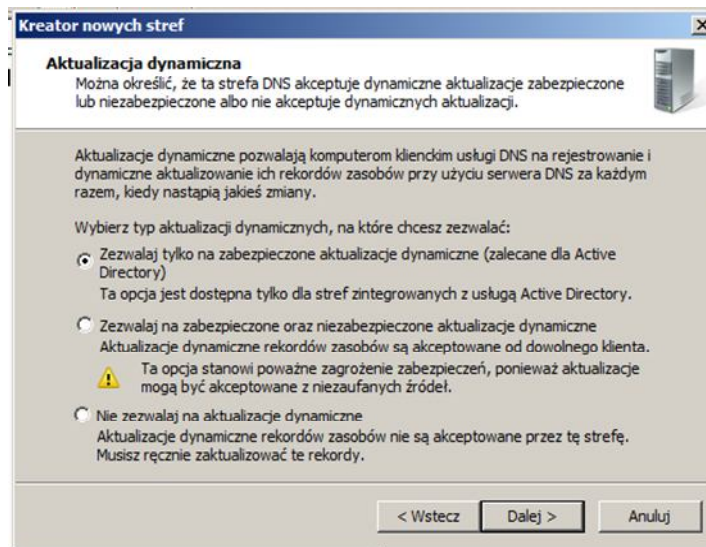 Kreator nowych stref
Aktualizacja dynamiczna
Można określić, że ta strefa DNS akceptuje dynamiczne aktualizacje zabezpieczone
lub niezabezpieczone albo nie akceptuje dynamicznych aktualizacji.
Aktualizacje dynamiczne pozwalają komputerom klienckim usługi DNS na rejestrowanie i
dynamiczne aktualizowanie ich rekordów zasobów przy użyciu serwera DNS za każdym
razem, kiedy nastąpią jakieś zmiany.
Wybierz typ aktualizacji dynamicznych, na które chcesz zezwalać:
Zezwalaj tylko na zabezpieczone aktualizacje dynamiczne (zalecane dla Active
Directory)
Ta opcja jest dostępna tylko dla stref zintegrowanych z usługą Active Directory.
Zezwalaj na zabezpieczone oraz niezabezpieczone aktualizacje dynamiczne
Aktualizacje dynamiczne rekordów zasobów są akceptowane od dowolnego klienta.
Ta opcja stanowi poważne zagrożenie zabezpieczeń, ponieważ aktualizacje
mogą być akceptowane z niezaufanych źródeł.
Nie zezwalaj na aktualizacje dynamiczne
Aktualizacje dynamiczne rekordów zasobów nie są akceptowane przez tę strefę.
Musisz ręcznie zaktualizować te rekordy.
< Wstecz Dalej > Anuluj